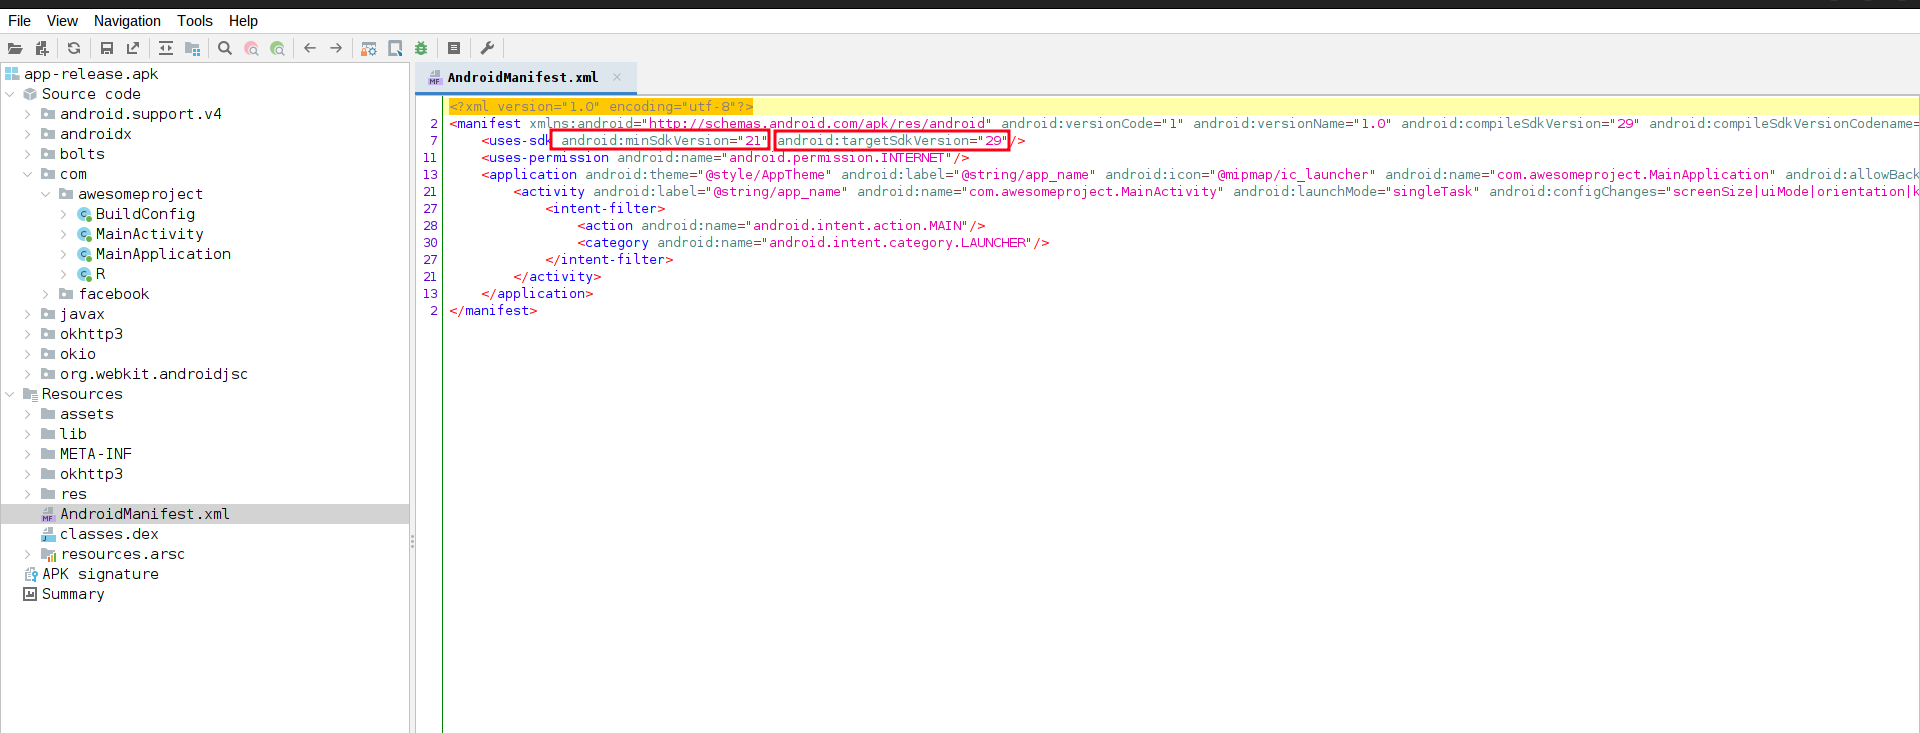 File View Navigation Tools Help
app-release.apk
Source code
android.support.v4
androidx
bolts
com
awesomeproject
BuildConfig
MainActivity
MainApplication
R
facebook
javax
okhttp3
okio
org.webkit.androidjsc
Resources
assets
lib
META-INF
okhttp3
res
AndroidManifest.xml
classes.dex
resources.arsc
APK signature
Summary
AndroidManifest.xml
<?xml version="1.0" encoding="utf-8"?>
2 <manifest xmlns:android="http://schemas.android.com/apk/res/android" android:versionCode="1" android:versionName="1.0" android:compileSdkVersion="29" android:compileSdkVersionCodename=
7 <uses-sdk android:minSdkVersion="21" android:targetSdkVersion="29"/>
11 <uses-permission android:name="android.permission.INTERNET"/>
13 <application android:theme="@style/AppTheme" android:label="@string/app_name" android:icon="@mipmap/ic_launcher" android:name="com.awesomeproject.MainApplication" android:allowBack
21 <activity android:label="@string/app_name" android:name="com.awesomeproject.MainActivity" android:launchMode="singleTask" android:configChanges="screenSize|uiMode|orientation|k
27 <intent-filter>
28 <action android:name="android.intent.action.MAIN"/>
30 <category android:name="android.intent.category.LAUNCHER"/>
27 </intent-filter>
21 </activity>
13 </application>
2 </manifest>